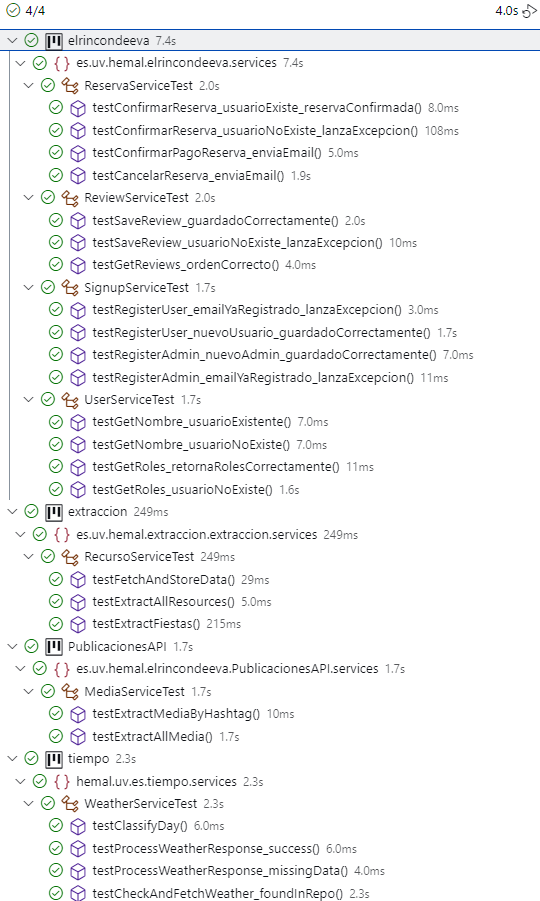 4/4 4.0s
elrincondeeva 7.4s
{ } es.uv.hemal.elrincondeeva.services 7.4s
ReservaServiceTest 2.0s
testConfirmarReserva_usuarioExiste_reservaConfirmada() 8.0ms
testConfirmarReserva_usuarioNoExiste_lanzaExcepcion() 108ms
testConfirmarPagoReserva_enviaEmail() 5.0ms
testCancelarReserva_enviaEmail() 1.9s
ReviewServiceTest 2.0s
testSaveReview_guardadoCorrectamente() 2.0s
testSaveReview_usuarioNoExiste_lanzaExcepcion() 10ms
testGetReviews_ordenCorrecto() 4.0ms
SignupServiceTest 1.7s
testRegisterUser_emailYaRegistrado_lanzaExcepcion() 3.0ms
testRegisterUser_nuevoUsuario_guardadoCorrectamente() 1.7s
testRegisterAdmin_nuevoAdmin_guardadoCorrectamente() 7.0ms
testRegisterAdmin_emailYaRegistrado_lanzaExcepcion() 11ms
UserServiceTest 1.7s
testGetNombre_usuarioExistente() 7.0ms
testGetNombre_usuarioNoExiste() 7.0ms
testGetRoles_retornaRolesCorrectamente() 11ms
testGetRoles_usuarioNoExiste() 1.6s
extraccion 249ms
{ } es.uv.hemal.extraccion.extraccion.services 249ms
RecursoServiceTest 249ms
testFetchAndStoreData() 29ms
testExtractAllResources() 5.0ms
testExtractFiestas() 215ms
PublicacionesAPI 1.7s
{ } es.uv.hemal.elrincondeeva.PublicacionesAPI.services 1.7s
MediaServiceTest 1.7s
testExtractMediaByHashtag() 10ms
testExtractAllMedia() 1.7s
tiempo 2.3s
{ } hemal.uv.es.tiempo.services 2.3s
WeatherServiceTest 2.3s
testClassifyDay() 6.0ms
testProcessWeatherResponse_success() 6.0ms
testProcessWeatherResponse_missingData() 4.0ms
testCheckAndFetchWeather_foundInRepo() 2.3s